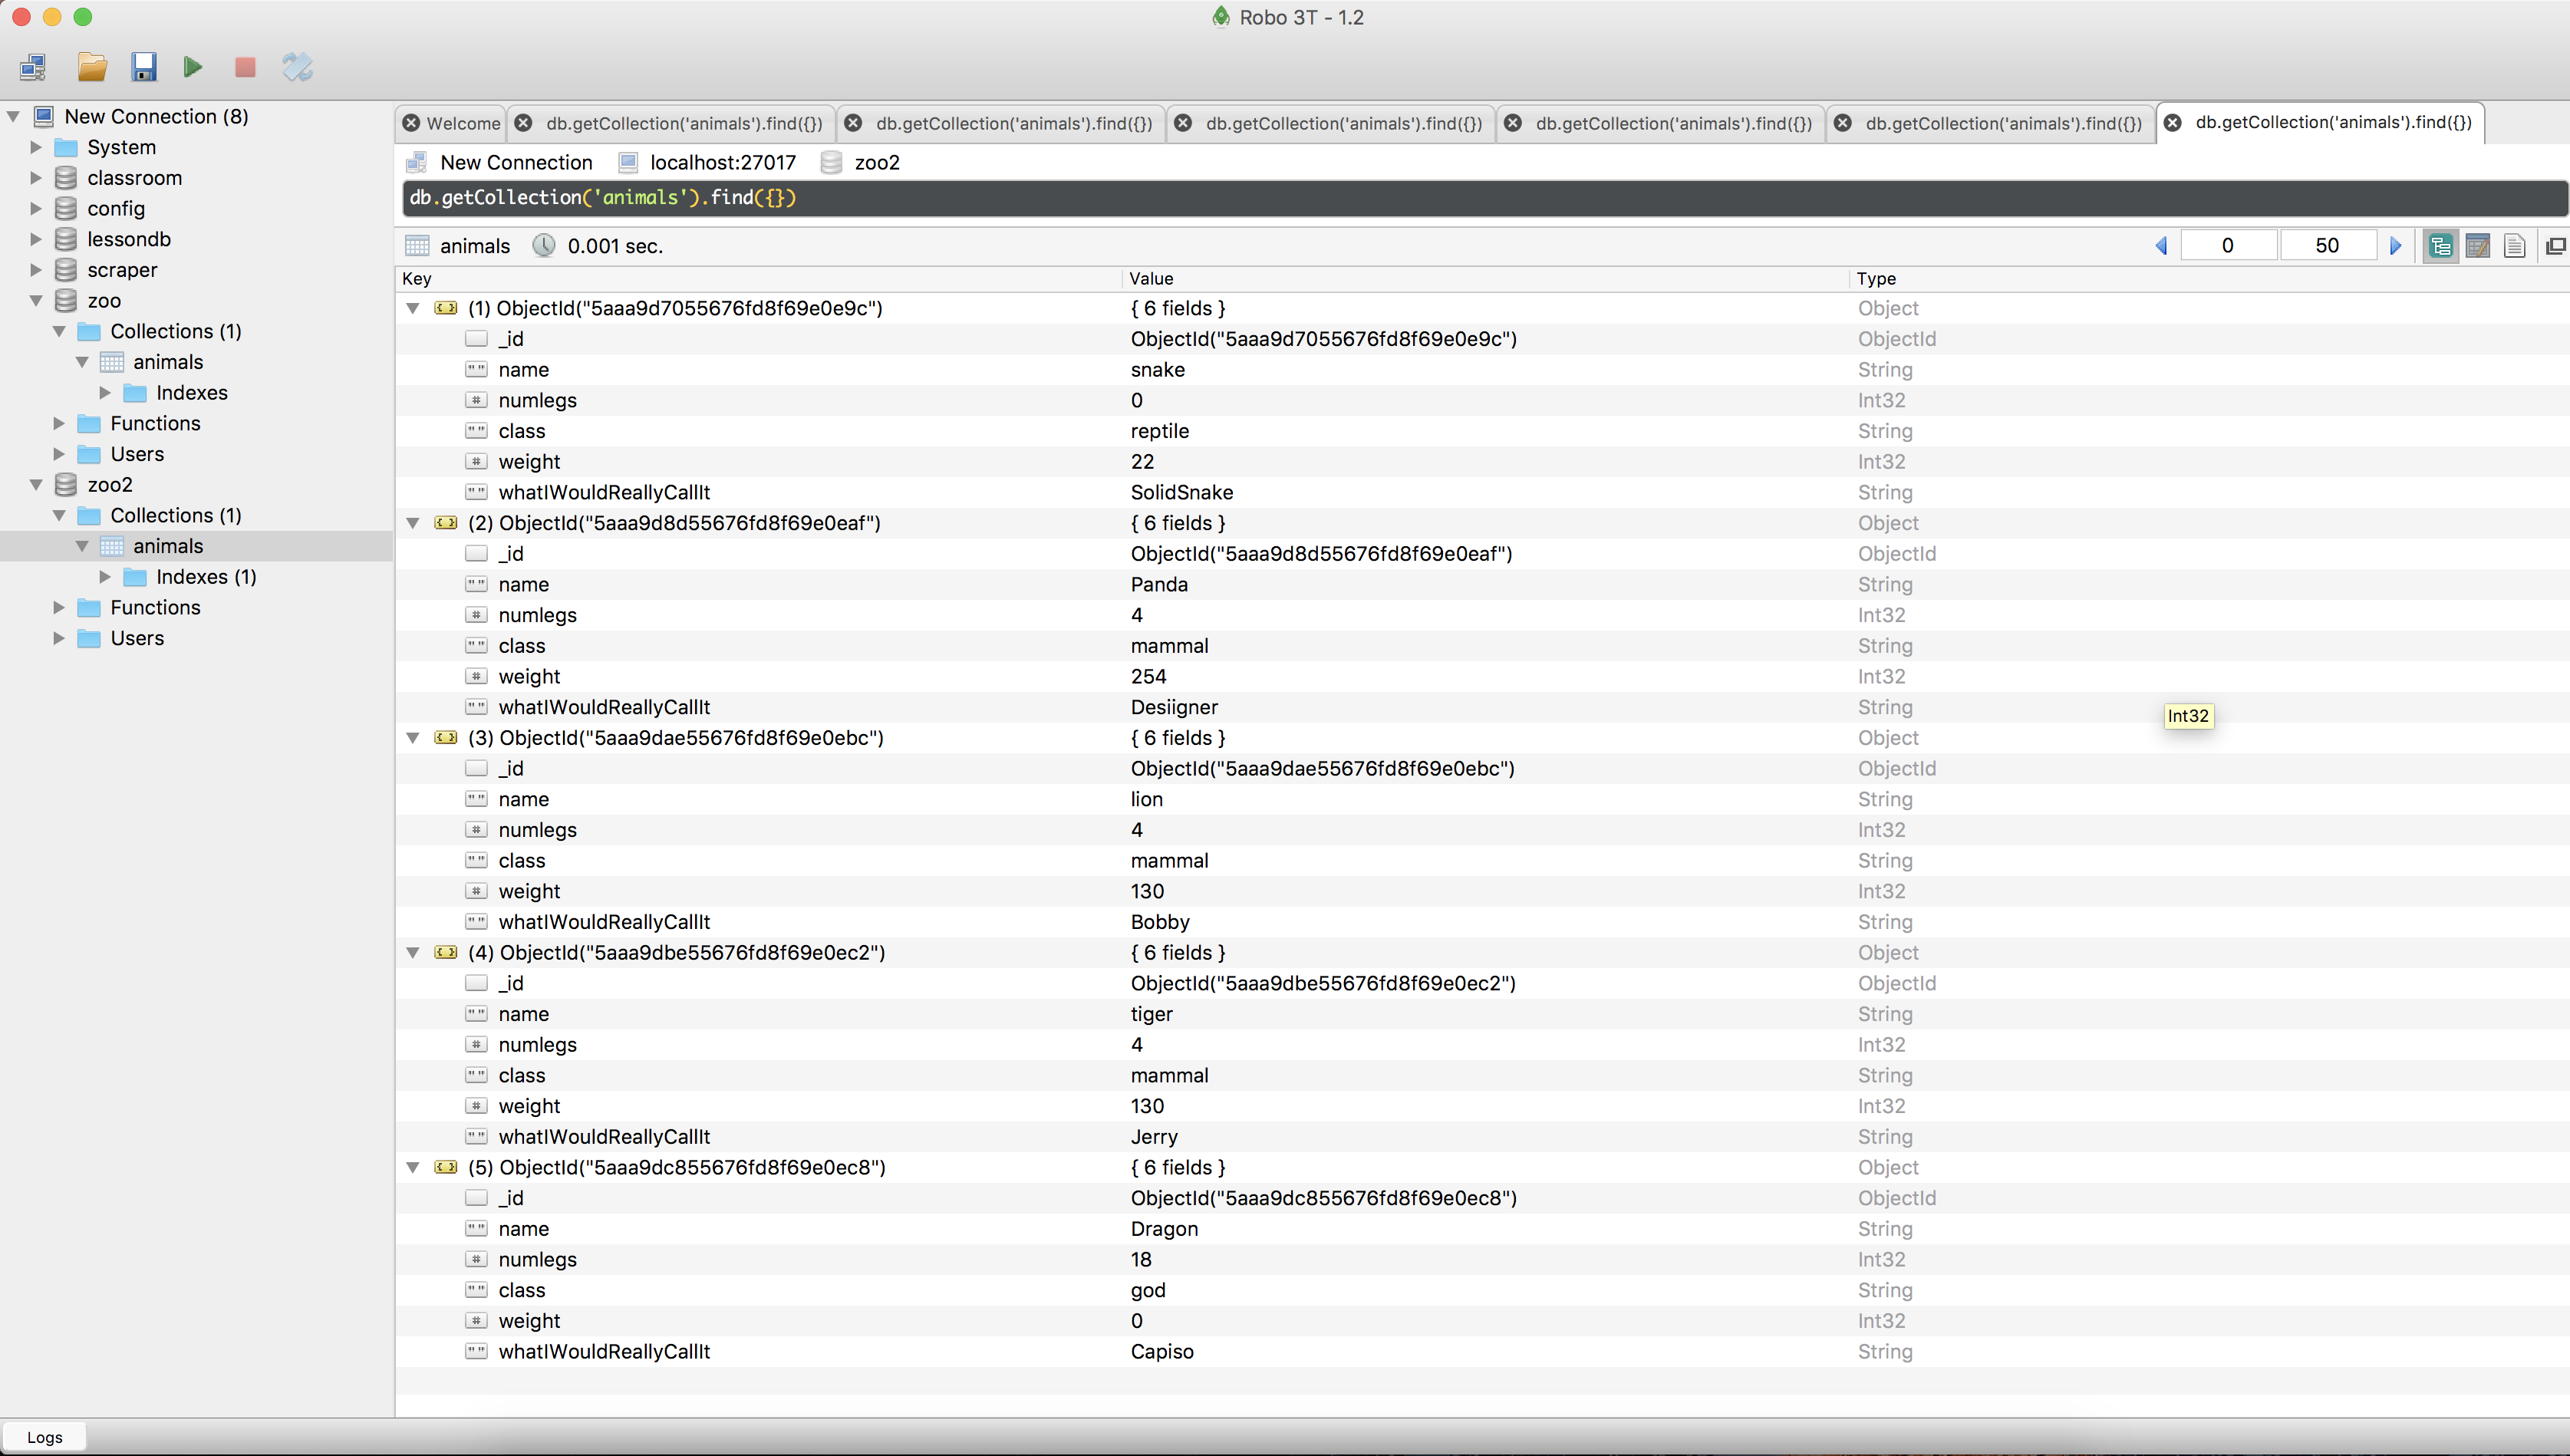 Robo 3T - 1.2
New Connection (8)
System
classroom
config
lessondb
scraper
zoo
Collections (1)
animals
Indexes
Functions
Users
zoo2
Collections (1)
animals
Indexes (1)
Functions
Users
Welcome db.getCollection('animals').find({}) db.getCollection('animals').find({}) db.getCollection('animals').find({}) db.getCollection('animals').find({}) db.getCollection('animals').find({}) db.getCollection('animals').find({})
New Connection localhost:27017 zoo2
db.getCollection('animals').find({})
animals 0.001 sec. 0 50
Key Value Type
(1) ObjectId("5aaa9d7055676fd8f69e0e9c") { 6 fields } Object
_id ObjectId("5aaa9d7055676fd8f69e0e9c") ObjectId
name snake String
numlegs 0 Int32
class reptile String
weight 22 Int32
whatIWouldReallyCallIt SolidSnake String
(2) ObjectId("5aaa9d8d55676fd8f69e0eaf") { 6 fields } Object
_id ObjectId("5aaa9d8d55676fd8f69e0eaf") ObjectId
name Panda String
numlegs 4 Int32
class mammal String
weight 254 Int32
whatIWouldReallyCallIt Desiigner String
Int32
(3) ObjectId("5aaa9dae55676fd8f69e0ebc") { 6 fields } Object
_id ObjectId("5aaa9dae55676fd8f69e0ebc") ObjectId
name lion String
numlegs 4 Int32
class mammal String
weight 130 Int32
whatIWouldReallyCallIt Bobby String
(4) ObjectId("5aaa9dbe55676fd8f69e0ec2") { 6 fields } Object
_id ObjectId("5aaa9dbe55676fd8f69e0ec2") ObjectId
name tiger String
numlegs 4 Int32
class mammal String
weight 130 Int32
whatIWouldReallyCallIt Jerry String
(5) ObjectId("5aaa9dc855676fd8f69e0ec8") { 6 fields } Object
_id ObjectId("5aaa9dc855676fd8f69e0ec8") ObjectId
name Dragon String
numlegs 18 Int32
class god String
weight 0 Int32
whatIWouldReallyCallIt Capiso String
Logs